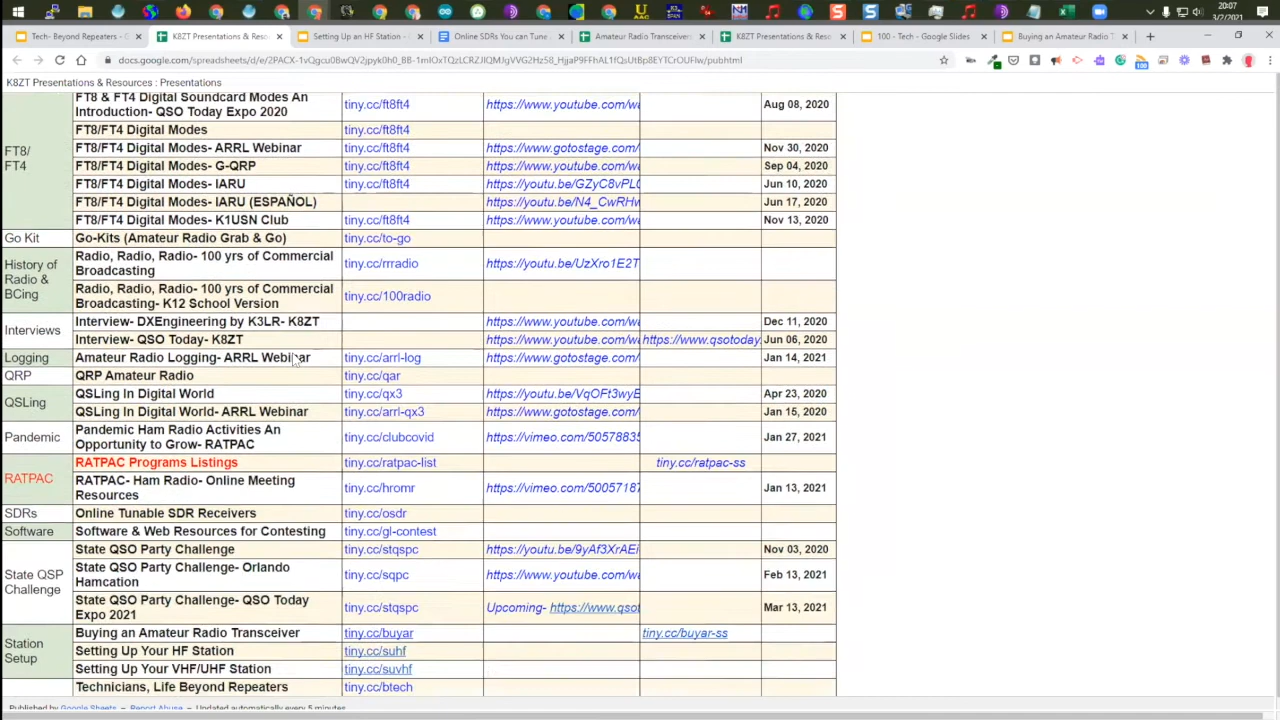 20:07
3/2/2021
Tech- Beyond Repeaters - G
K8ZT Presentations & Resou
Setting Up an HF Station - G
Online SDRs You can Tune
Amateur Radio Transceivers
K8ZT Presentations & Resou
100 - Tech - Google Slides
Buying an Amateur Radio T
K8ZT Presentations & Resources : Presentations
FT8 & FT4 Digital Soundcard Modes An
Introduction- QSO Today Expo 2020 tiny.cc/ft8ft4 https://www.youtube.com/wa Aug 08, 2020
FT8/FT4 Digital Modes tiny.cc/ft8ft4
FT8/
FT4
FT8/FT4 Digital Modes- ARRL Webinar tiny.cc/ft8ft4 https://www.gotostage.com/ Nov 30, 2020
FT8/FT4 Digital Modes- G-QRP tiny.cc/ft8ft4 https://www.youtube.com/wa Sep 04, 2020
FT8/FT4 Digital Modes- IARU tiny.cc/ft8ft4 https://youtu.be/GZyC8vPL Jun 10, 2020
FT8/FT4 Digital Modes- IARU (ESPAÑOL) https://youtu.be/N4_CwRH Jun 17, 2020
FT8/FT4 Digital Modes- K1USN Club tiny.cc/ft8ft4 https://www.youtube.com/wa Nov 13, 2020
Go Kit Go-Kits (Amateur Radio Grab & Go) tiny.cc/to-go
History of
Radio &
BCing
Radio, Radio, Radio- 100 yrs of Commercial
Broadcasting tiny.cc/rrradio https://youtu.be/UzXro1E2T
Radio, Radio, Radio- 100 yrs of Commercial
Broadcasting- K12 School Version tiny.cc/100radio
Interviews
Interview- DXEngineering by K3LR- K8ZT https://www.youtube.com/wa Dec 11, 2020
Interview- QSO Today- K8ZT https://www.youtube.com/wa https://www.qsotoday. Jun 06, 2020
Logging Amateur Radio Logging- ARRL Webinar tiny.cc/arrl-log https://www.gotostage.com/ Jan 14, 2021
QRP QRP Amateur Radio tiny.cc/qar
QSLing
QSLing In Digital World tiny.cc/qx3 https://youtu.be/VqOFt3wyE Apr 23, 2020
QSLing In Digital World- ARRL Webinar tiny.cc/arrl-qx3 https://www.gotostage.com/ Jan 15, 2020
Pandemic
Pandemic Ham Radio Activities An
Opportunity to Grow- RATPAC tiny.cc/clubcovid https://vimeo.com/50578835 Jan 27, 2021
RATPAC
RATPAC Programs Listings tiny.cc/ratpac-list tiny.cc/ratpac-ss
RATPAC- Ham Radio- Online Meeting
Resources tiny.cc/hromr https://vimeo.com/50057187 Jan 13, 2021
SDRs Online Tunable SDR Receivers tiny.cc/osdr
Software Software & Web Resources for Contesting tiny.cc/gl-contest
State QSP
Challenge
State QSO Party Challenge tiny.cc/stqspc https://youtu.be/9yAf3XrAEi Nov 03, 2020
State QSO Party Challenge- Orlando
Hamcation tiny.cc/sqpc https://www.youtube.com/wa Feb 13, 2021
State QSO Party Challenge- QSO Today
Expo 2021 tiny.cc/stqspc Upcoming- https://www.qsot Mar 13, 2021
Station
Setup
Buying an Amateur Radio Transceiver tiny.cc/buyar tiny.cc/buyar-ss
Setting Up Your HF Station tiny.cc/suhf
Setting Up Your VHF/UHF Station tiny.cc/suvhf
Technicians, Life Beyond Repeaters tiny.cc/btech
Published by Google Sheets – Report Abuse – Updated automatically every 5 minutes